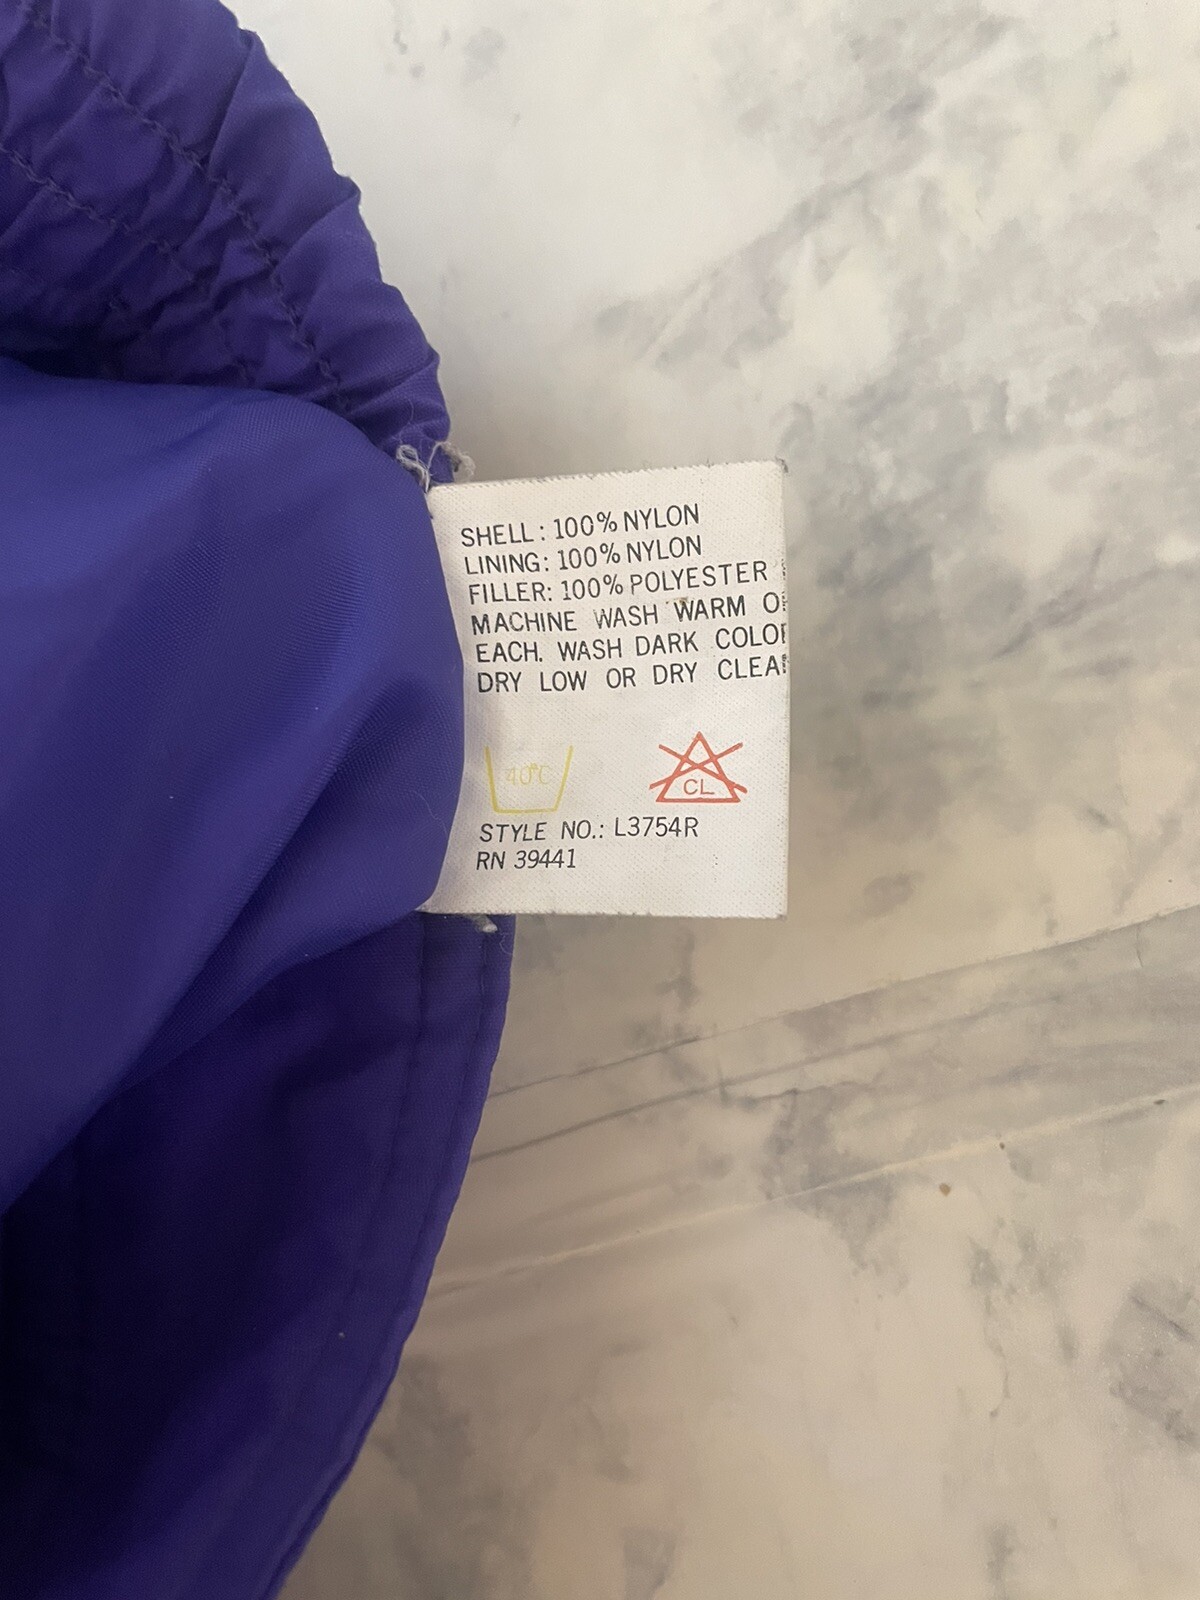 SHELL: 100% NYLON
LINING: 100% NYLON
FILLER: 100% POLYESTER
MACHINE WASH WARM
EACH. WASH DARK
DRY LOW OR DRY
40°C
CL
STYLE NO.: L3754R
RN 39441